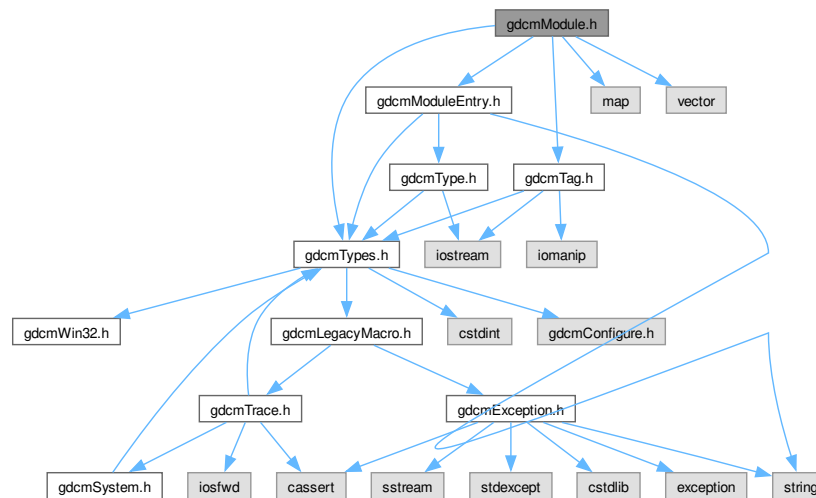 gdcmModule.h
gdcmModuleEntry.h
map
vector
gdcmType.h
gdcmTag.h
gdcmTypes.h
iostream
iomanip
gdcmWin32.h
gdcmLegacyMacro.h
cstdint
gdcmConfigure.h
gdcmTrace.h
gdcmException.h
gdcmSystem.h
iosfwd
cassert
sstream
stdexcept
cstdlib
exception
string